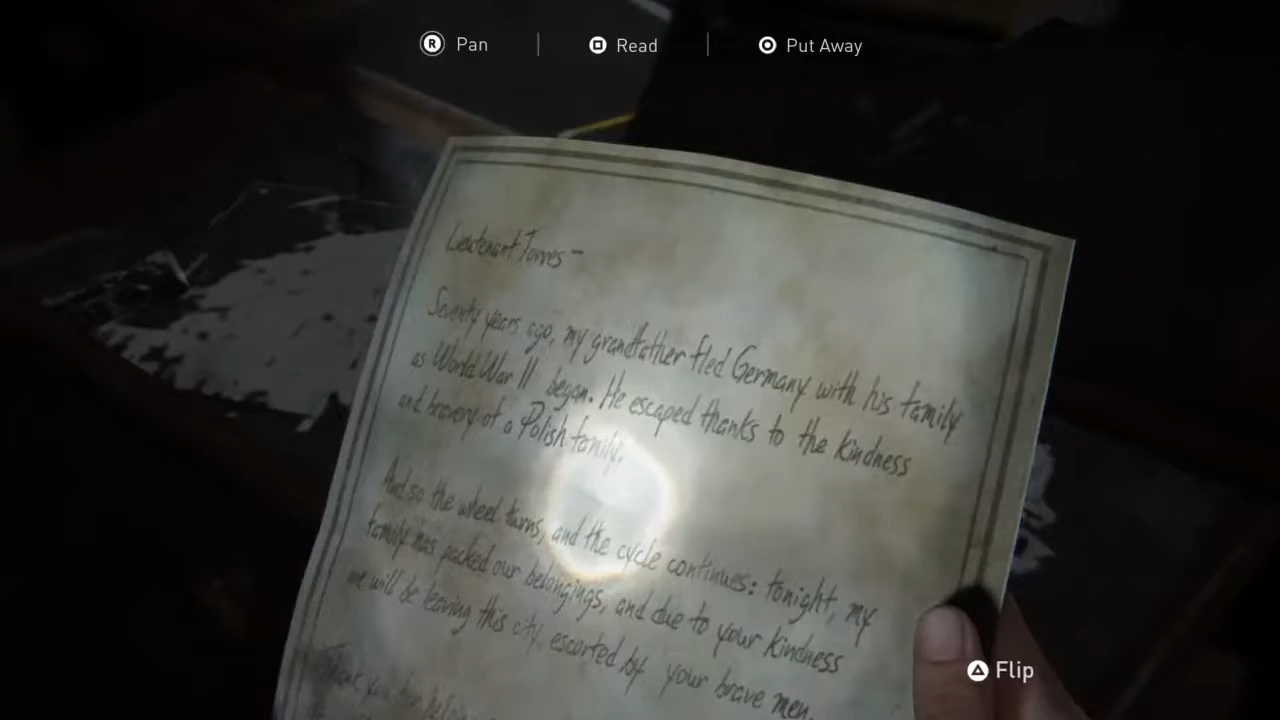 R Pan | Read | Put Away
Lieutenant Torres –
Seventy years ago, my grandfather fled Germany with his family
as World War II began. He escaped thanks to the kindness
and bravery of a Polish family.
And so the wheel turns, and the cycle continues: tonight, my
family has packed our belongings, and due to your kindness
we will be leaving this city, escorted by your brave men.
Thank you for
Flip